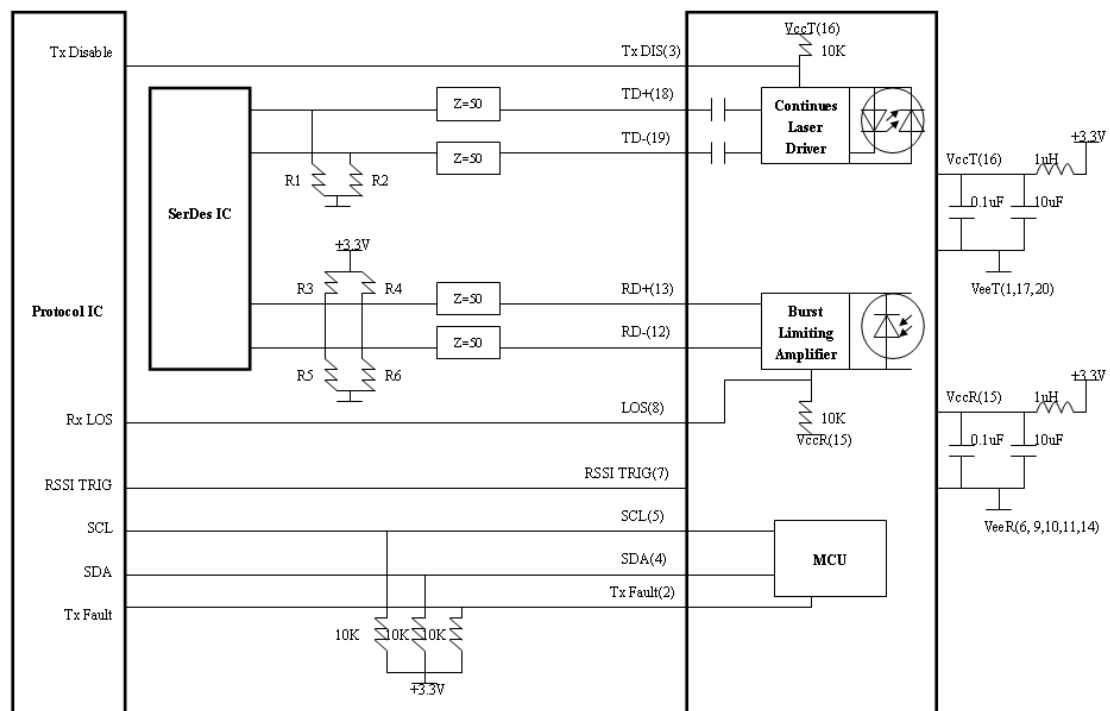 VccT(16)
10K
Tx Disable
Tx DIS(3)
TD+(18)
Z=50
Continues
Laser
Driver
TD-(19)
Z=50
R1
R2
SerDes IC
+3.3V
VccT(16)
1uH
0.1uF
10uF
VeeT(1,17,20)
+3.3V
R3
R4
Z=50
RD+(13)
Protocol IC
Z=50
RD-(12)
Burst
Limiting
Amplifier
R5
R6
+3.3V
VccR(15)
1uH
0.1uF
10uF
VeeR(6, 9,10,11,14)
Rx LOS
LOS(8)
10K
VccR(15)
RSSI TRIG
RSSI TRIG(7)
SCL
SCL(5)
SDA
SDA(4)
MCU
Tx Fault
Tx Fault(2)
10K
10K
10K
+3.3V